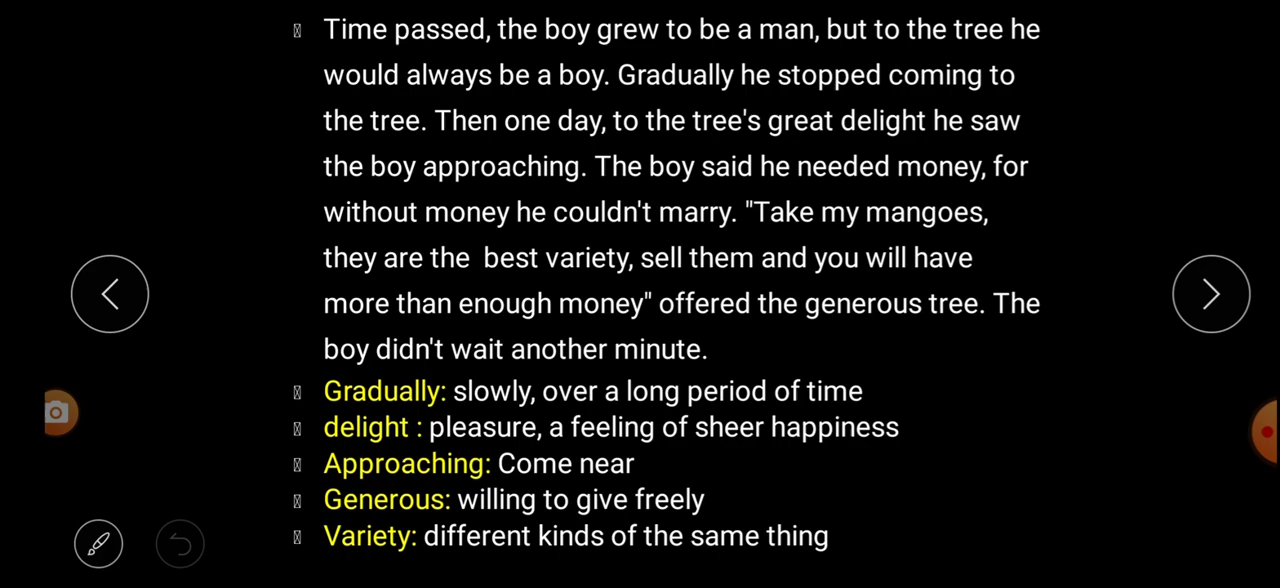 Time passed, the boy grew to be a man, but to the tree he
would always be a boy. Gradually he stopped coming to
the tree. Then one day, to the tree's great delight he saw
the boy approaching. The boy said he needed money, for
without money he couldn't marry. "Take my mangoes,
they are the  best variety, sell them and you will have
more than enough money" offered the generous tree. The
boy didn't wait another minute.
Gradually: slowly, over a long period of time
delight : pleasure, a feeling of sheer happiness
Approaching: Come near
Generous: willing to give freely
Variety: different kinds of the same thing